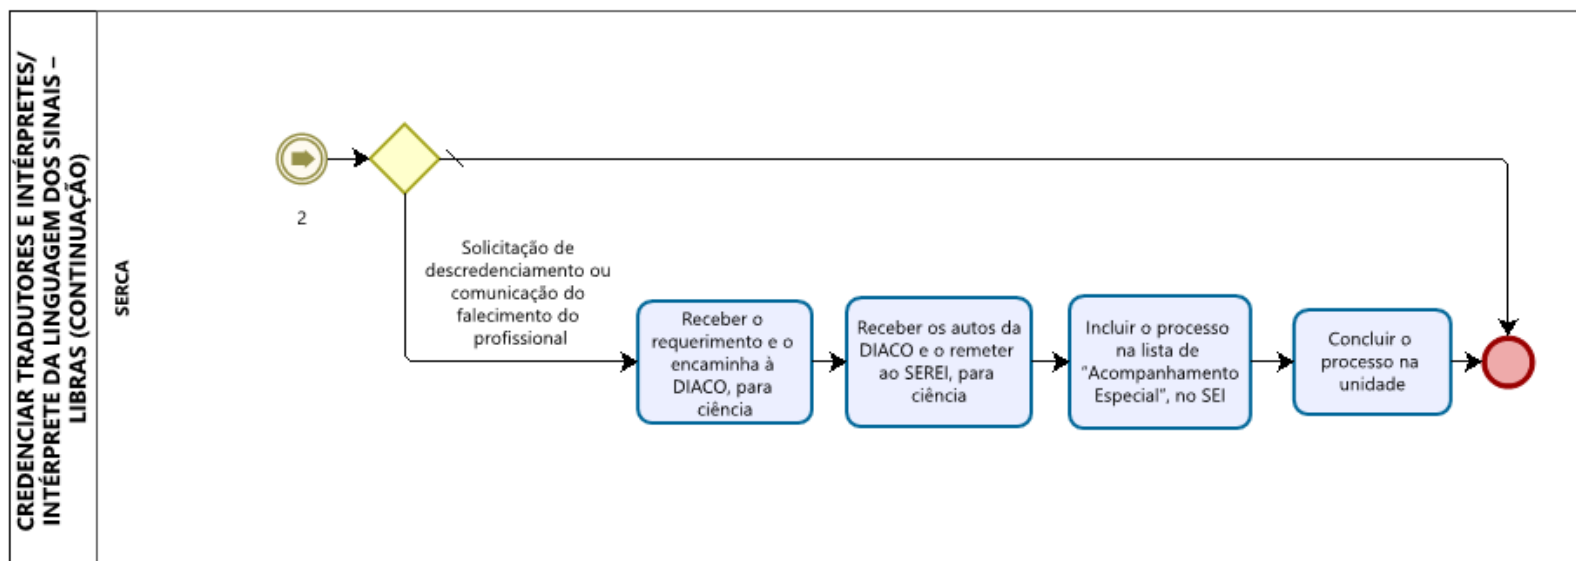 CREDENCIAR TRADUTORES E INTÉRPRETES/
INTÉRPRETE DA LINGUAGEM DOS SINAIS –
LIBRAS (CONTINUAÇÃO)
SERCA
2
Solicitação de
descredenciamento ou
comunicação do
falecimento do
profissional
Receber o
requerimento e o
encaminha à
DIACO, para
ciência
Receber os autos da
DIACO e o remeter
ao SEREI, para
ciência
Incluir o processo
na lista de
“Acompanhamento
Especial”, no SEI
Concluir o
processo na
unidade